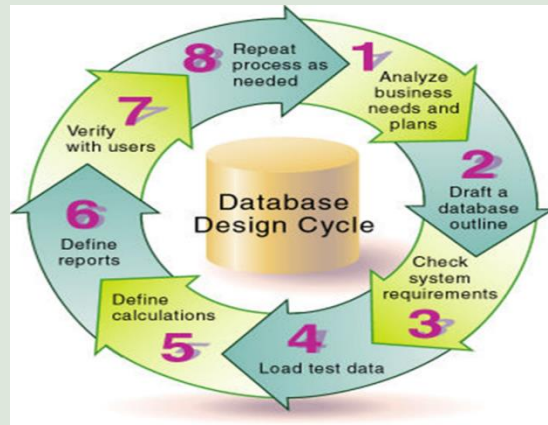 Database
Design Cycle
1
Analyze
business
needs and
plans
2
Draft a
database
outline
Check
system
requirements
3
4
Load test data
Define
calculations
5
6
Define
reports
7
Verify
with users
8
Repeat
process as
needed